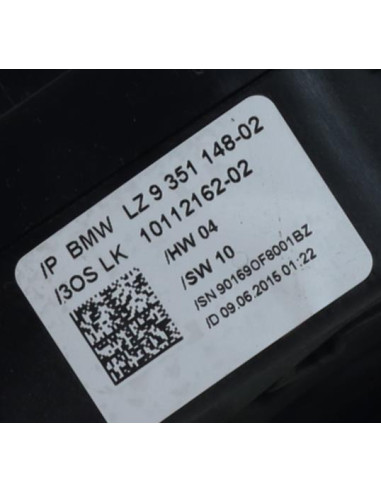 /P BMW LZ 9 351 148-02
/3OS LK 10112162-02
/HW 04
/SW 10
/SN 90169OF8001BZ
/D 09.06.2015 01:22